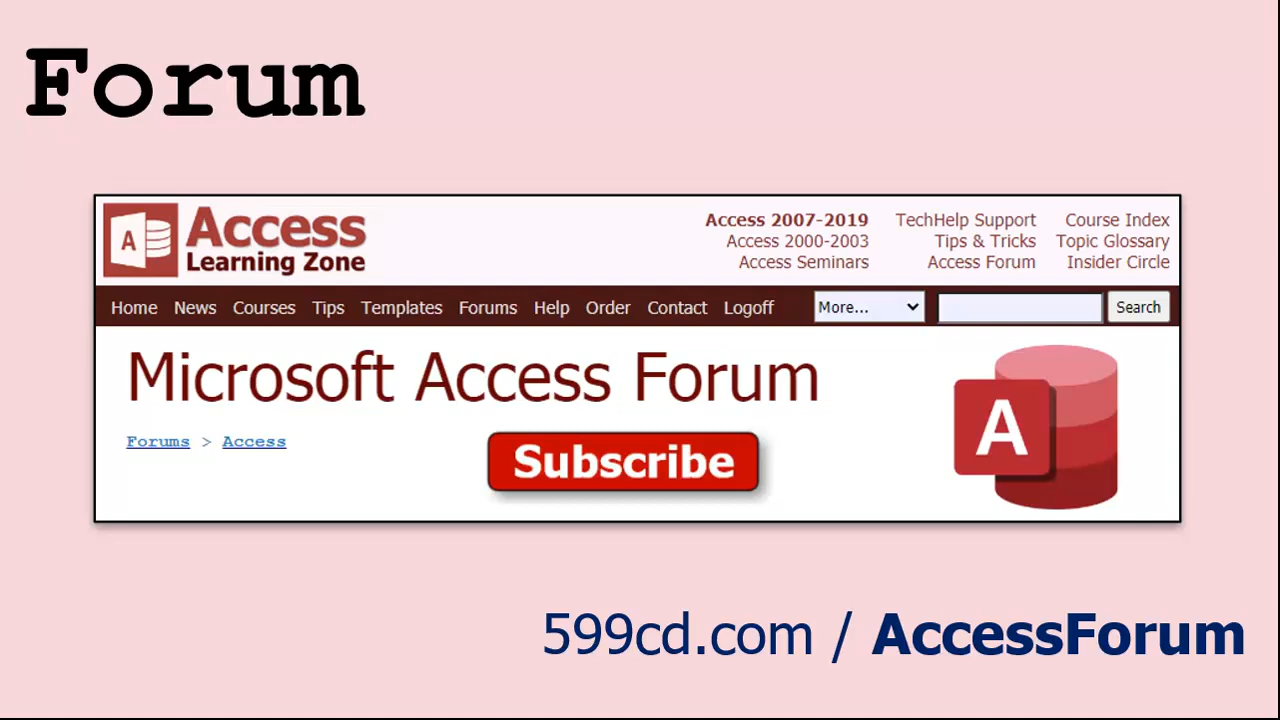 Forum
A Access
Learning Zone
Access 2007-2019 TechHelp Support Course Index
Access 2000-2003 Tips & Tricks Topic Glossary
Access Seminars Access Forum Insider Circle
Home News Courses Tips Templates Forums Help Order Contact Logoff More... Search
Microsoft Access Forum
Forums > Access
Subscribe
A
599cd.com / AccessForum